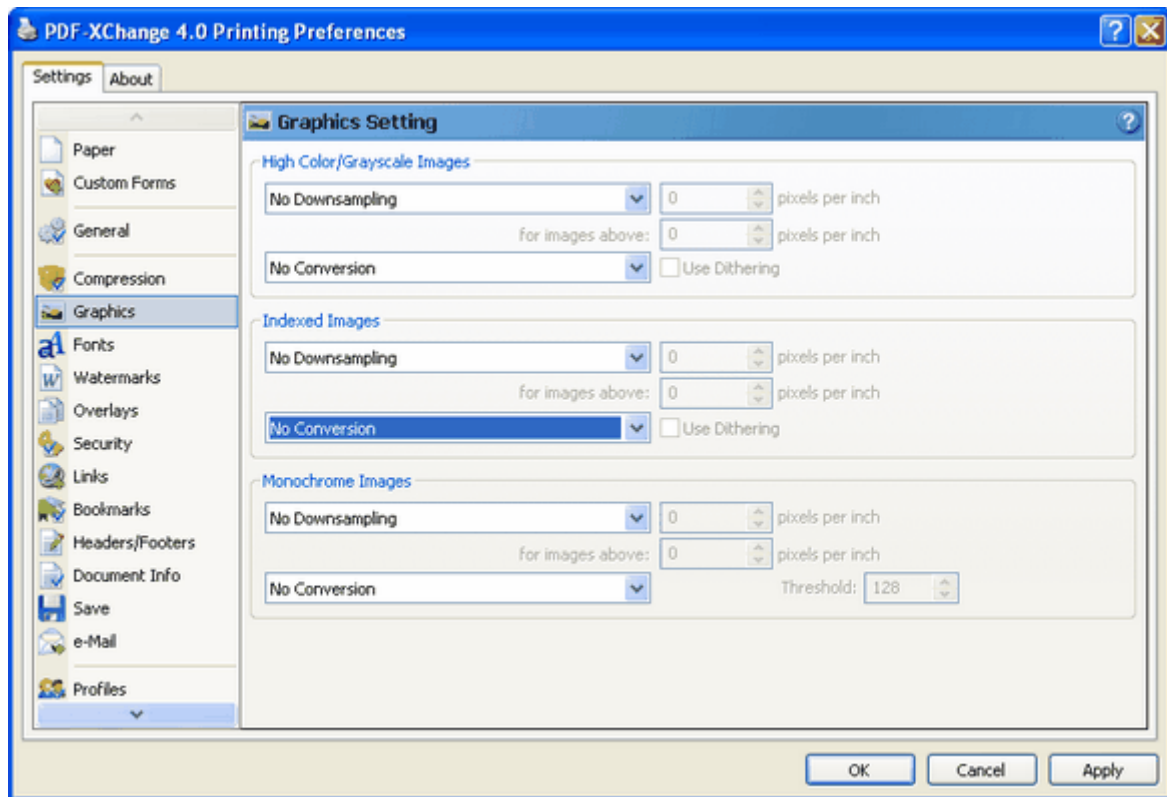 PDF-XChange 4.0 Printing Preferences
Settings
About
Paper
Custom Forms
General
Compression
Graphics
Fonts
Watermarks
Overlays
Security
Links
Bookmarks
Headers/Footers
Document Info
Save
e-Mail
Profiles
Graphics Setting
High Color/Grayscale Images
No Downsampling 0 pixels per inch
for images above: 0 pixels per inch
No Conversion Use Dithering
Indexed Images
No Downsampling 0 pixels per inch
for images above: 0 pixels per inch
No Conversion Use Dithering
Monochrome Images
No Downsampling 0 pixels per inch
for images above: 0 pixels per inch
No Conversion Threshold: 128
OK Cancel Apply